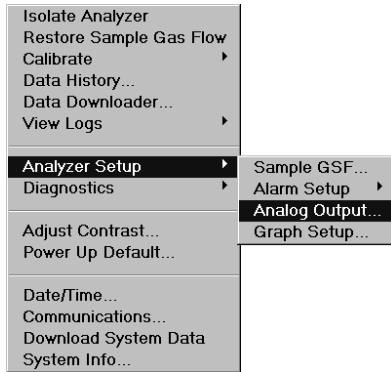 Isolate Analyzer
Restore Sample Gas Flow
Calibrate
Data History...
Data Downloader...
View Logs
Analyzer Setup
Diagnostics
Adjust Contrast...
Power Up Default...
Date/Time...
Communications...
Download System Data
System Info...
Sample GSF...
Alarm Setup
Analog Output...
Graph Setup...